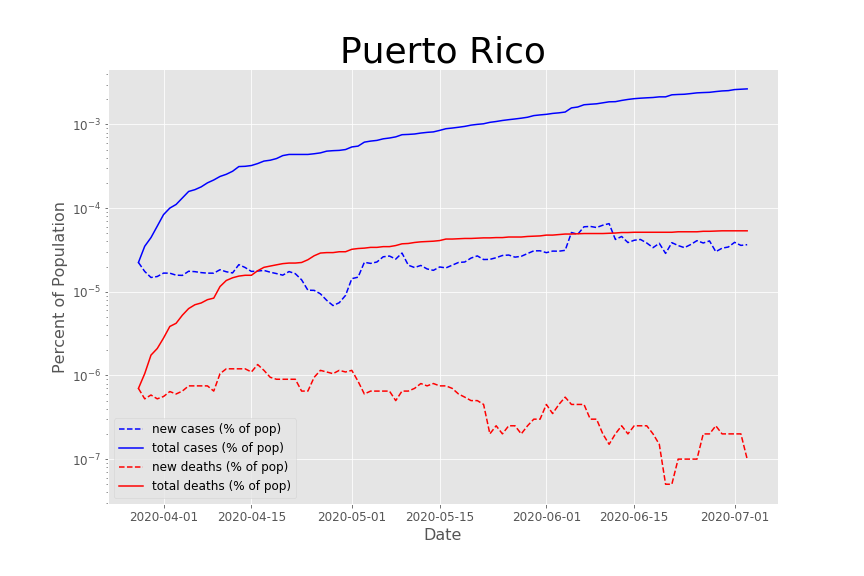 Puerto Rico
Percent of Population
10⁻³
10⁻⁴
10⁻⁵
10⁻⁶
10⁻⁷
new cases (% of pop)
total cases (% of pop)
new deaths (% of pop)
total deaths (% of pop)
2020-04-01 2020-04-15 2020-05-01 2020-05-15 2020-06-01 2020-06-15 2020-07-01
Date